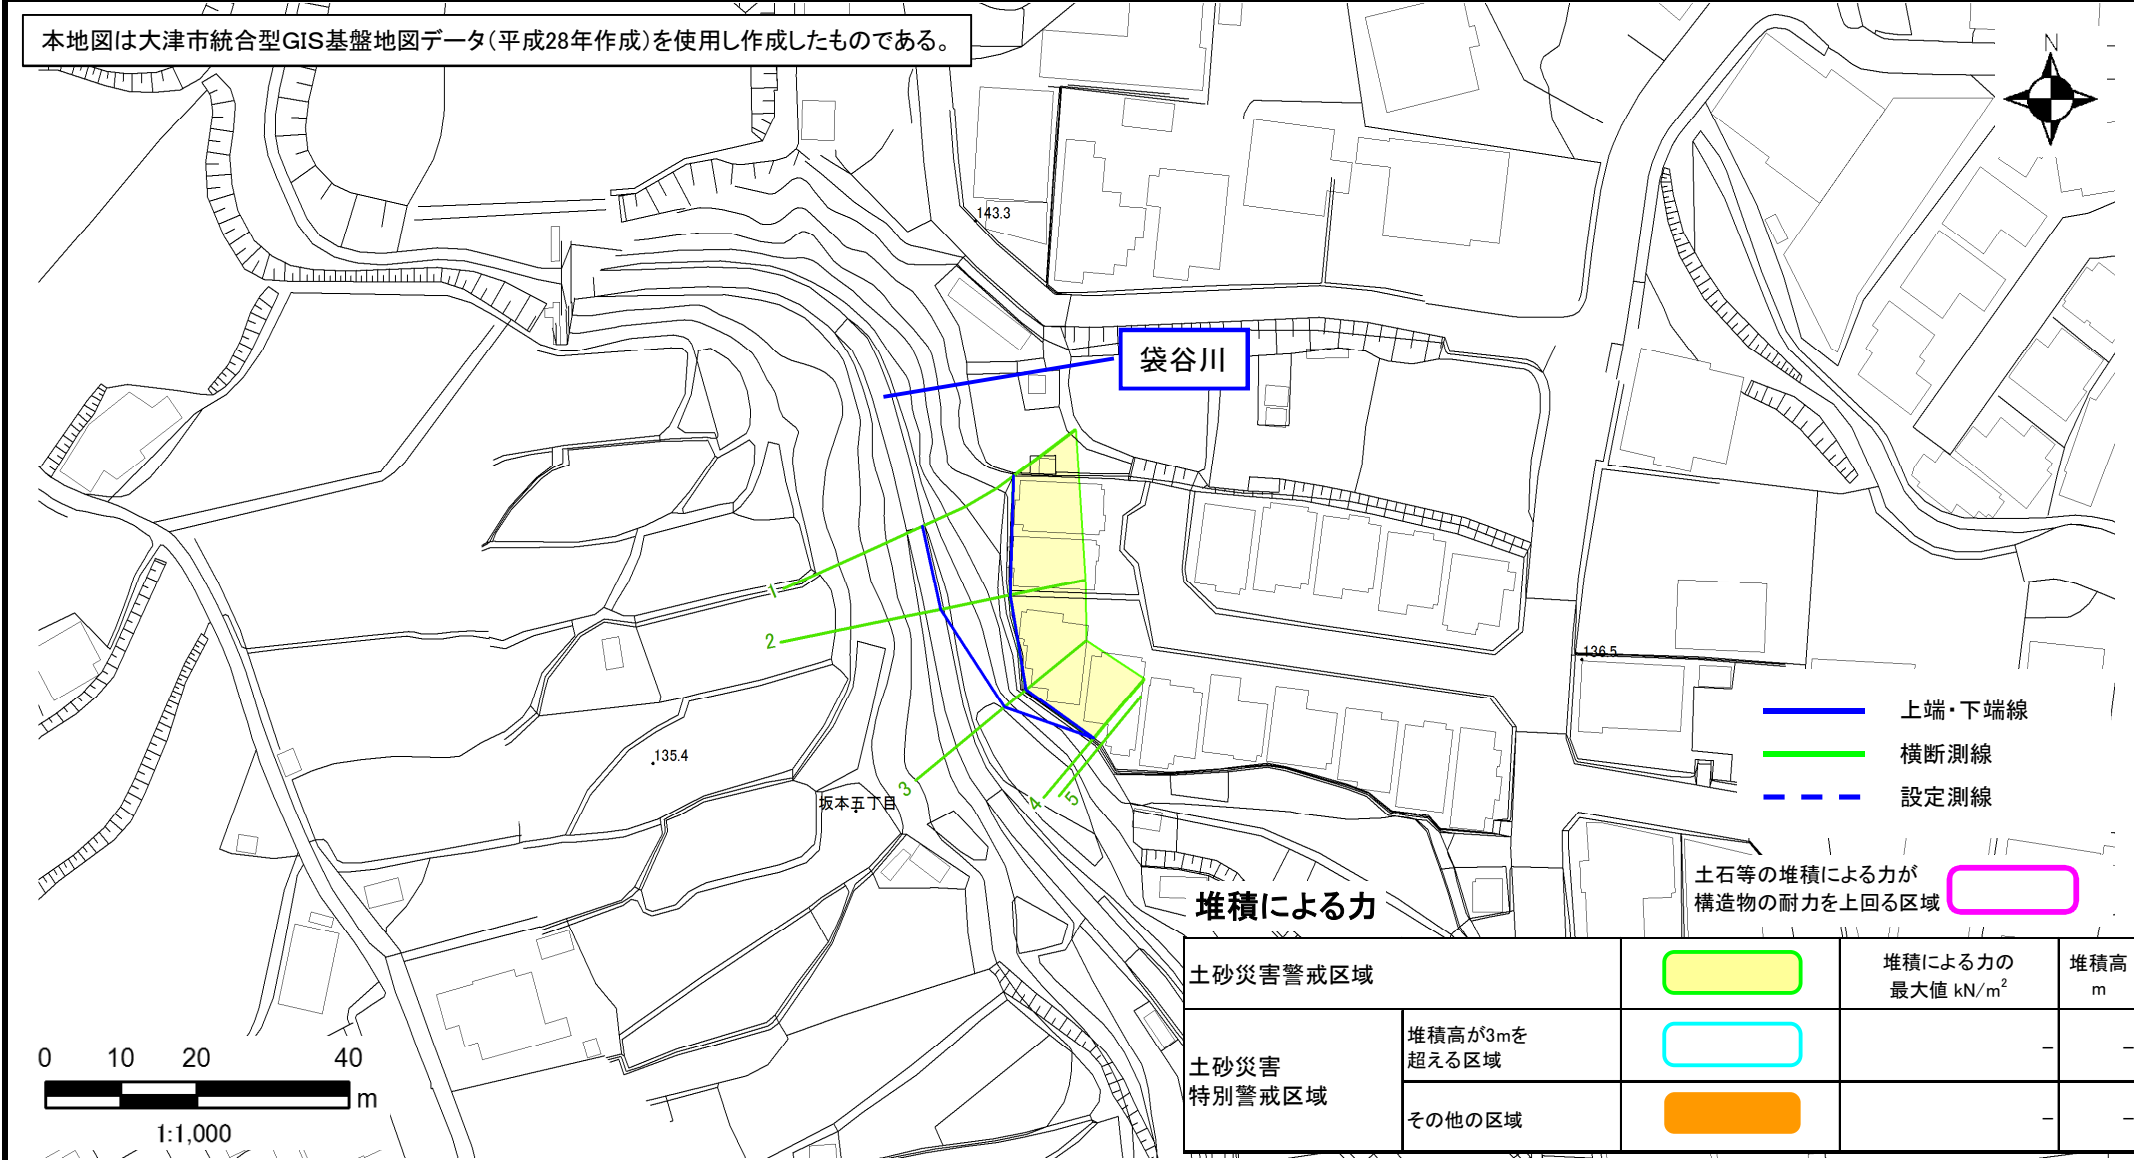 本地図は大津市統合型GIS基盤地図データ(平成28年作成)を使用し作成したものである。
N
143.3
袋谷川
1
2
136.5
135.4
3
坂本五丁目
4
5
上端・下端線
横断測線
設定測線
土石等の堆積による力が
構造物の耐力を上回る区域
堆積による力
土砂災害警戒区域
堆積による力の
最大値 kN/m²
堆積高
m
土砂災害
特別警戒区域
堆積高が3mを
超える区域
－
－
その他の区域
－
－
0 10 20 40
m
1:1,000